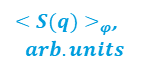 < S(q) >φ,
arb.units